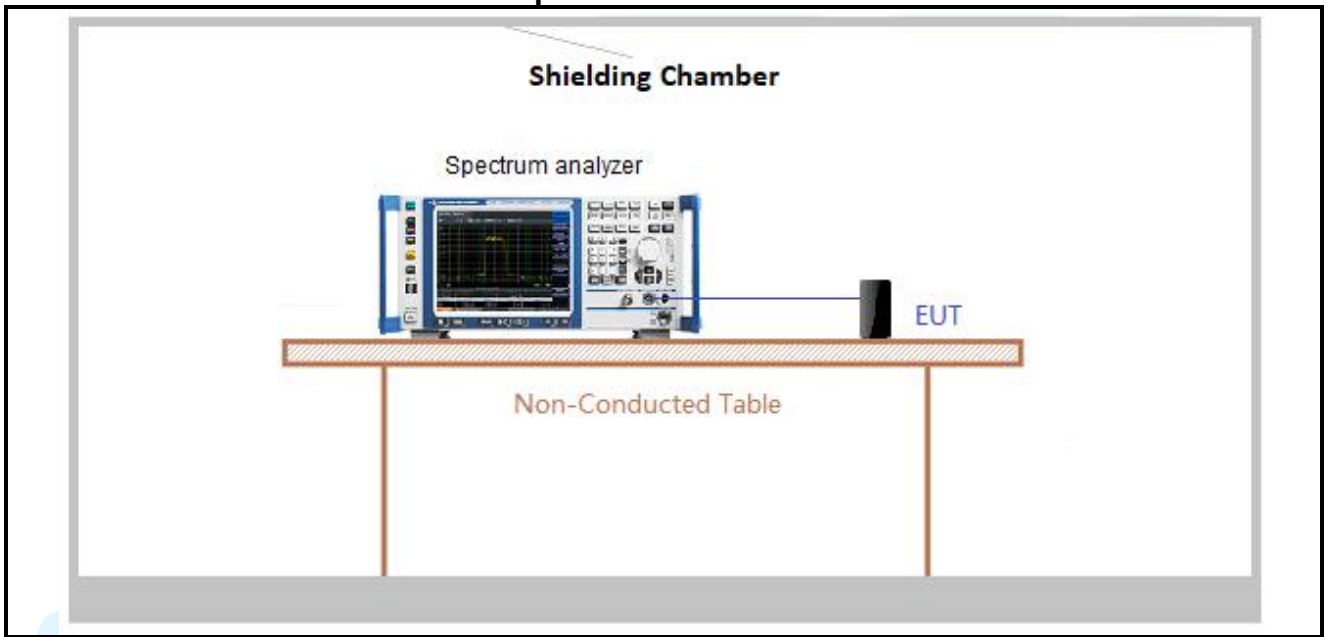 Shielding Chamber
Spectrum analyzer
EUT
Non-Conducted Table